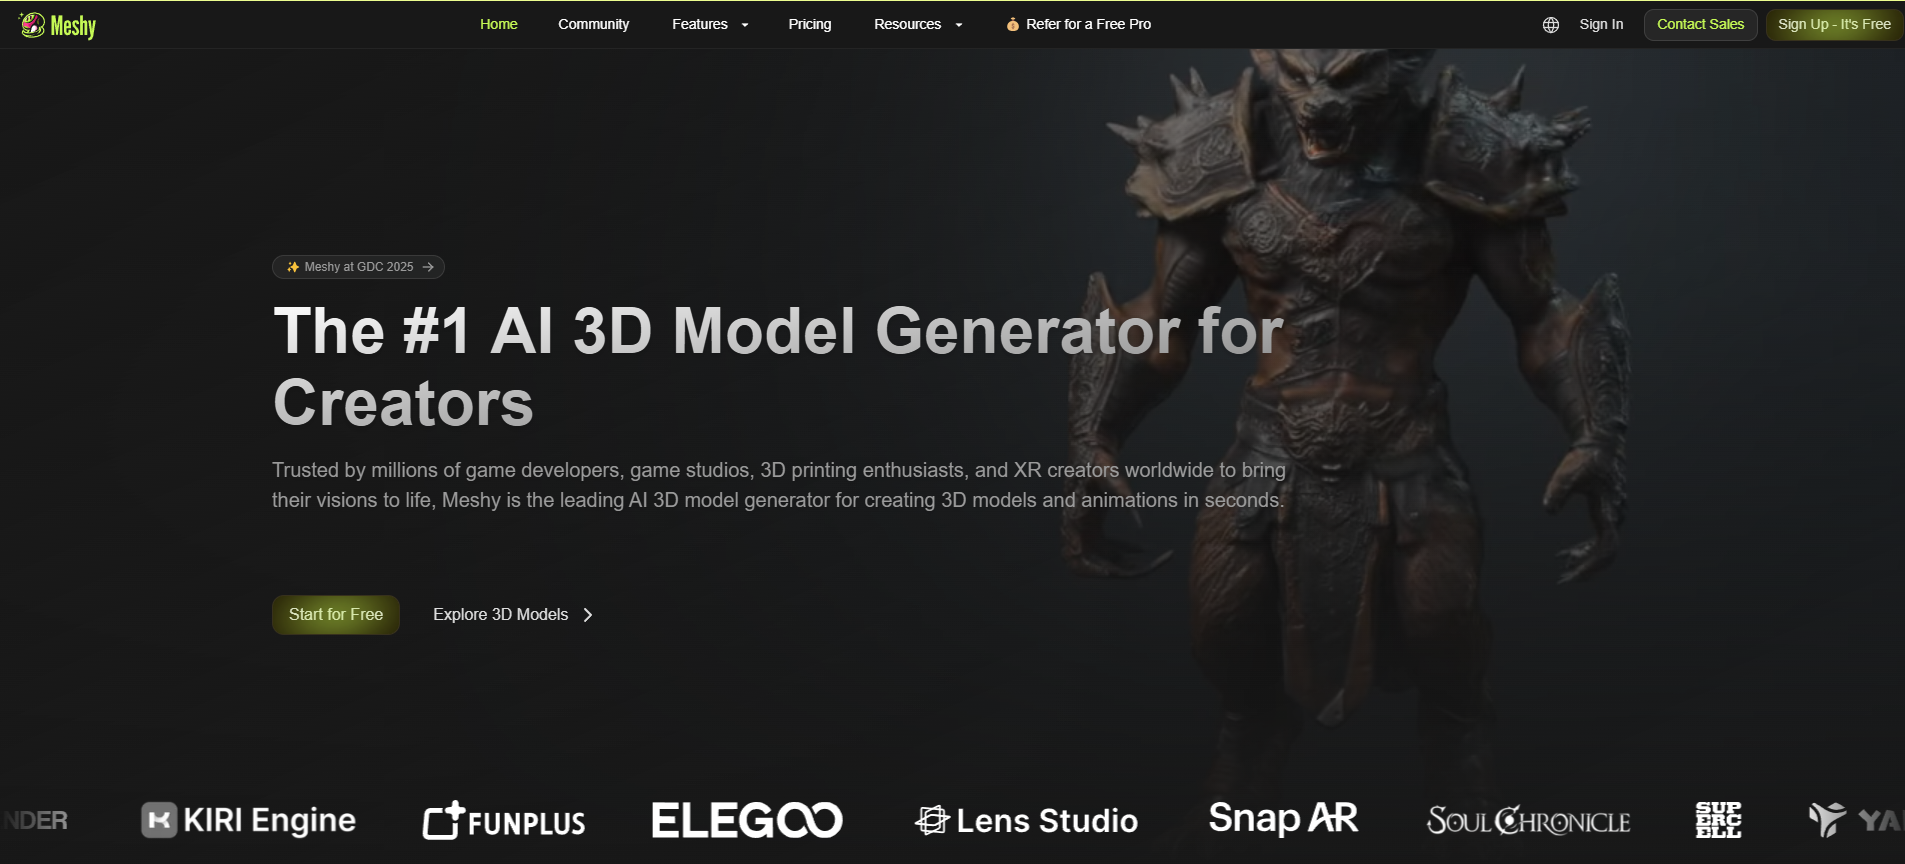 Meshy
Home
Community
Features
Pricing
Resources
Refer for a Free Pro
Sign In
Contact Sales
Sign Up - It's Free
Meshy at GDC 2025
The #1 AI 3D Model Generator for
Creators
Trusted by millions of game developers, game studios, 3D printing enthusiasts, and XR creators worldwide to bring
their visions to life, Meshy is the leading AI 3D model generator for creating 3D models and animations in seconds.
Start for Free
Explore 3D Models
NDER
KIRI Engine
FUNPLUS
ELEGOO
Lens Studio
Snap AR
SOULCHRONICLE
SUP
ERC
ELL